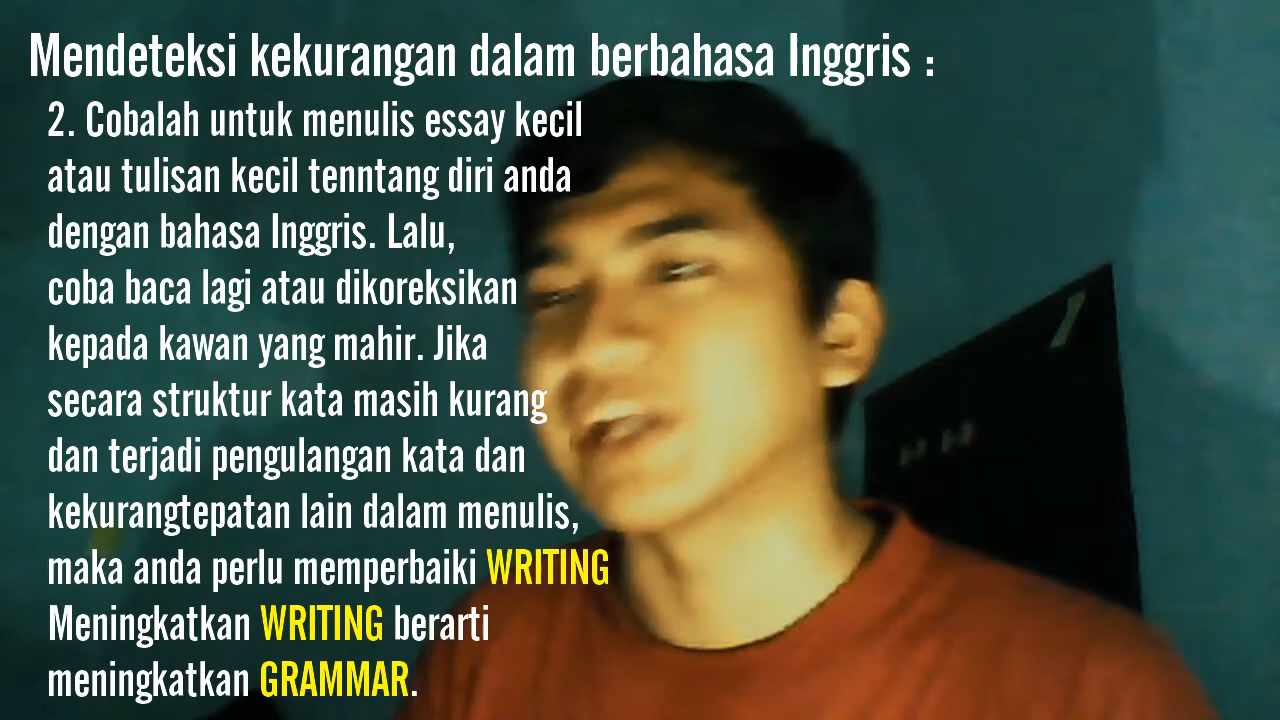 Mendeteksi kekurangan dalam berbahasa Inggris :
2. Cobalah untuk menulis essay kecil
atau tulisan kecil tenntang diri anda
dengan bahasa Inggris. Lalu,
coba baca lagi atau dikoreksikan
kepada kawan yang mahir. Jika
secara struktur kata masih kurang
dan terjadi pengulangan kata dan
kekurangtepatan lain dalam menulis,
maka anda perlu memperbaiki WRITING
Meningkatkan WRITING berarti
meningkatkan GRAMMAR.